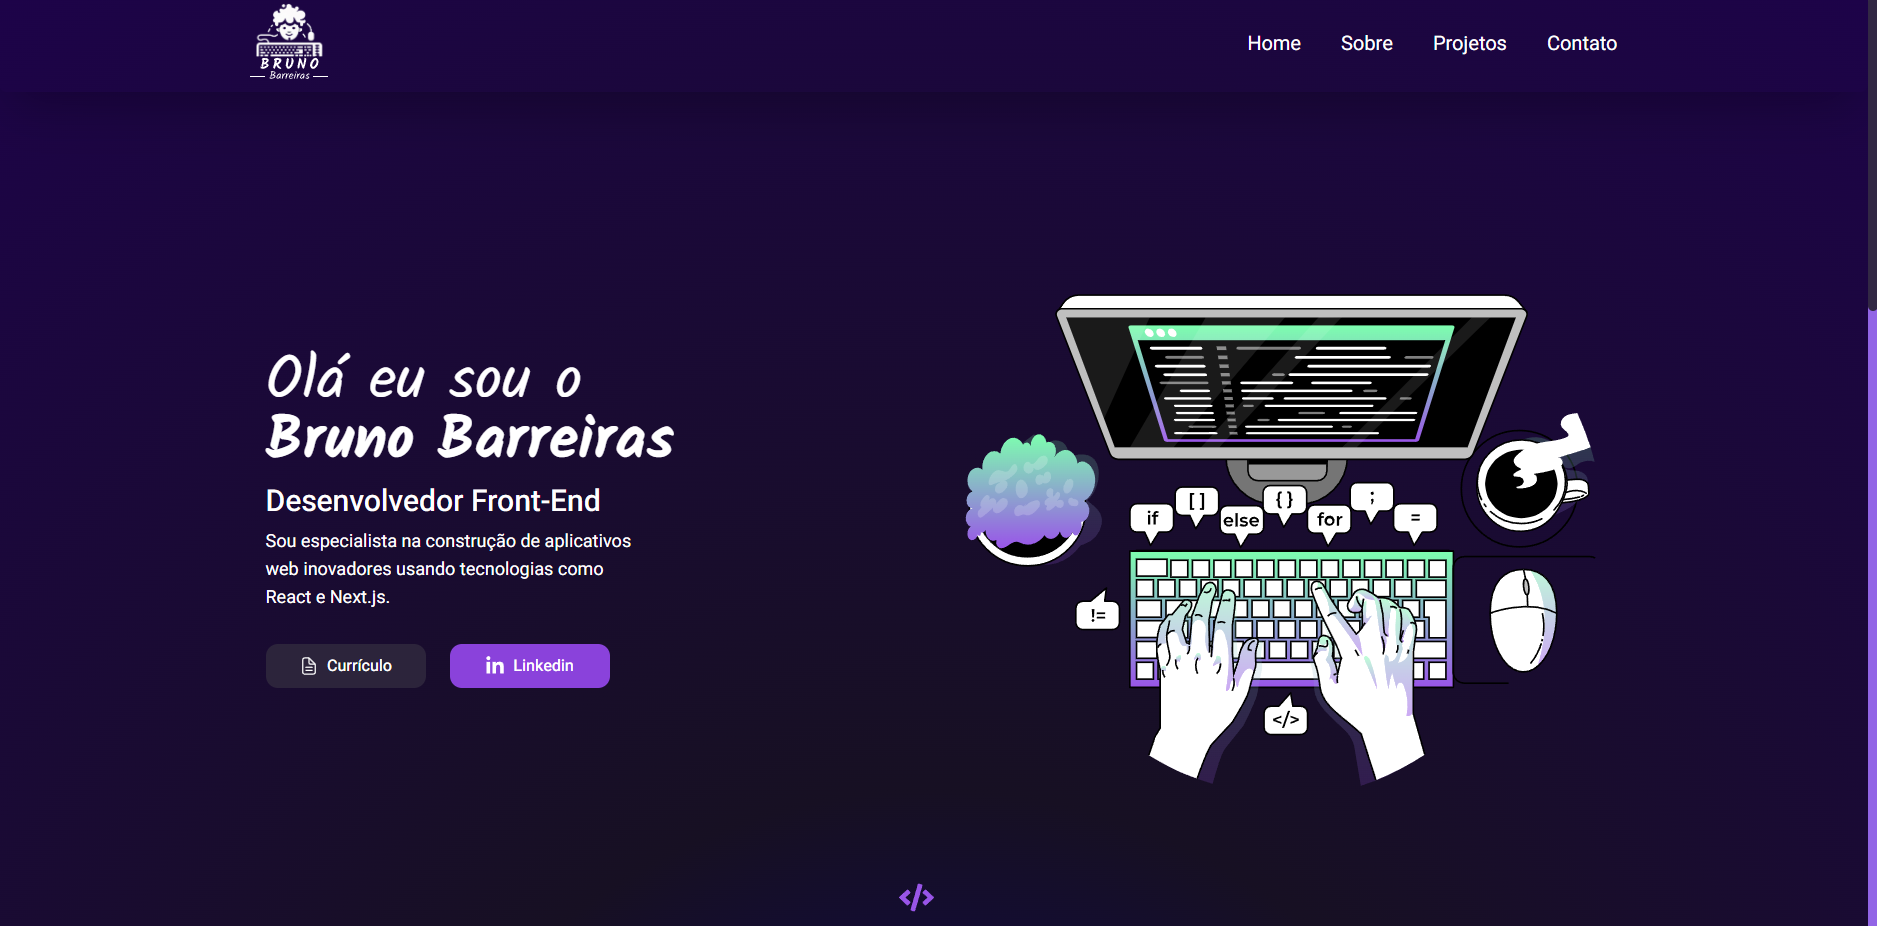 BRUNO
Barreiras
Home
Sobre
Projetos
Contato
Olá eu sou o
Bruno Barreiras
Desenvolvedor Front-End
Sou especialista na construção de aplicativos
web inovadores usando tecnologias como
React e Next.js.
Currículo
in Linkedin
if
[ ]
else
{ }
for
;
=
!=
</>
</>